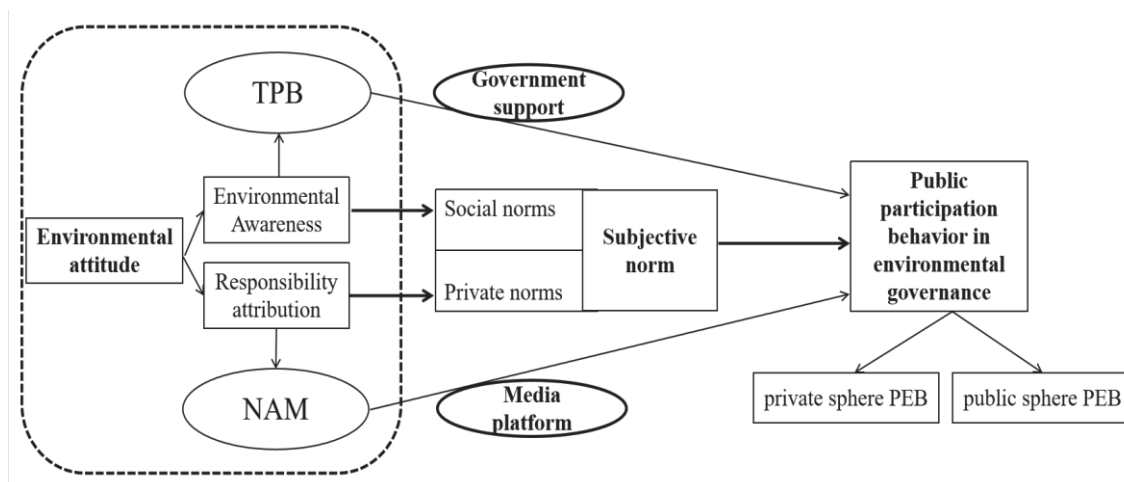 TPB
Government
support
Environmental
Awareness
Environmental
attitude
Responsibility
attribution
NAM
Social norms
Private norms
Subjective
norm
Media
platform
Public
participation
behavior in
environmental
governance
private sphere PEB
public sphere PEB